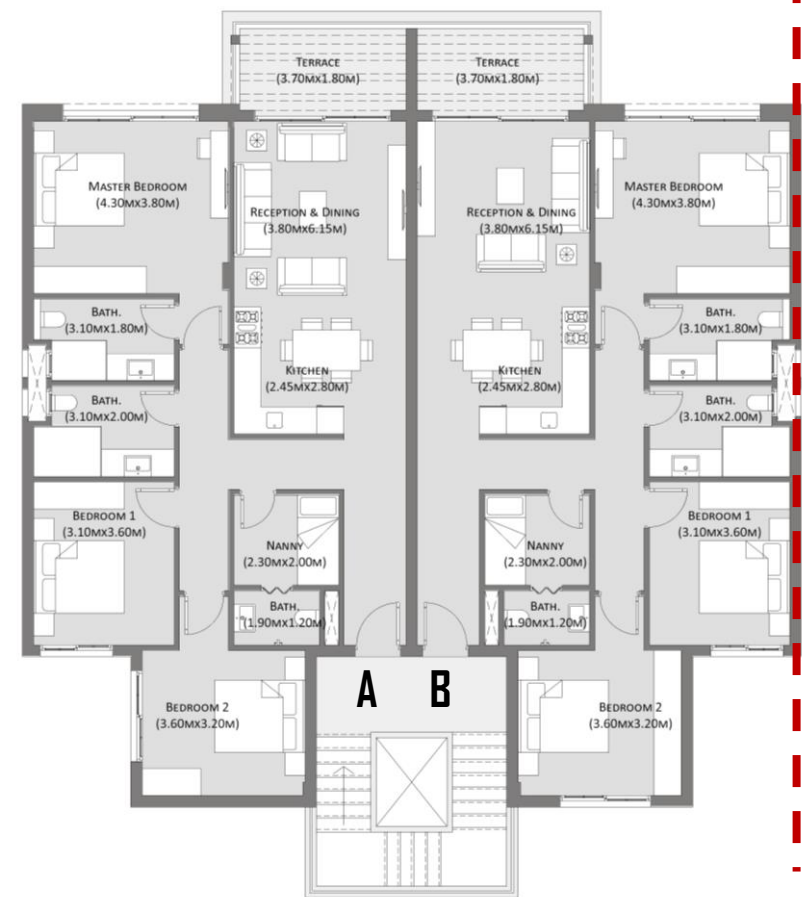 TERRACE
(3.70MX1.80M)
TERRACE
(3.70MX1.80M)
MASTER BEDROOM
(4.30MX3.80M)
RECEPTION & DINING
(3.80MX6.15M)
RECEPTION & DINING
(3.80MX6.15M)
MASTER BEDROOM
(4.30MX3.80M)
BATH.
(3.10MX1.80M)
BATH.
(3.10MX1.80M)
KITCHEN
(2.45MX2.80M)
KITCHEN
(2.45MX2.80M)
BATH.
(3.10MX2.00M)
BATH.
(3.10MX2.00M)
BEDROOM 1
(3.10MX3.60M)
BEDROOM 1
(3.10MX3.60M)
NANNY
(2.30MX2.00M)
NANNY
(2.30MX2.00M)
BATH.
(1.90MX1.20M)
BATH.
(1.90MX1.20M)
A B
BEDROOM 2
(3.60MX3.20M)
BEDROOM 2
(3.60MX3.20M)